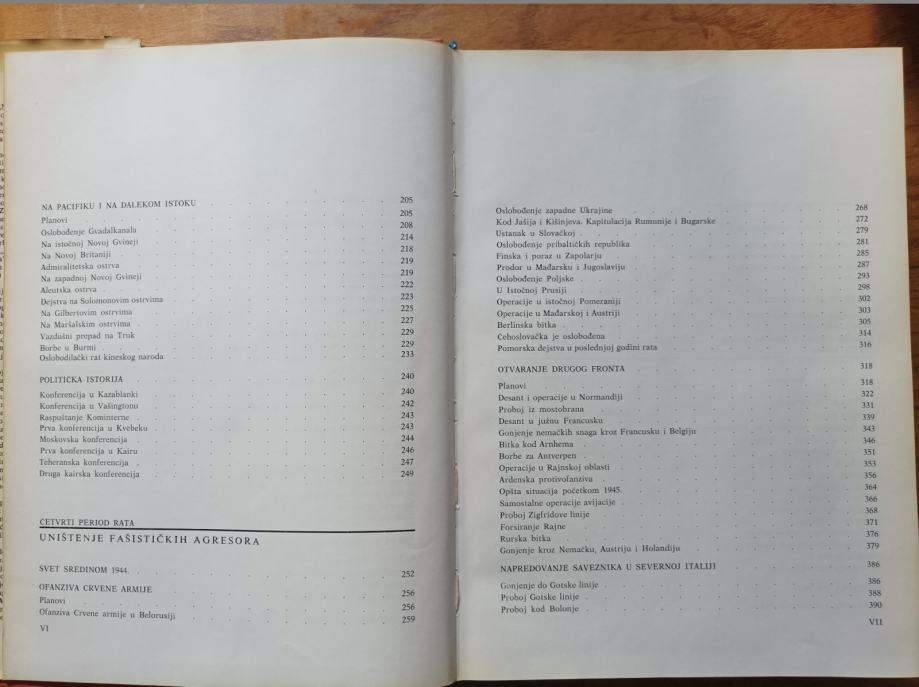 NA PACIFIKU I NA DALEKOM ISTOKU 205
Planovi 205
Oslobođenje Gvadalkanala 208
Na istočnoj Novoj Gvineji 214
Na Novoj Britaniji 218
Admiralitetska ostrva 219
Na zapadnoj Novoj Gvineji 219
Aleutska ostrva 222
Dejstva na Solomonovim ostrvima 223
Na Gilbertovim ostrvima 225
Na Maršalskim ostrvima 227
Vazdušni prepad na Truk 229
Borbe u Burmi 229
Oslobodilački rat kineskog naroda 233
POLITIČKA ISTORIJA 240
Konferencija u Kazablanki 240
Konferencija u Vašingtonu 242
Raspuštanje Kominterne 243
Prva konferencija u Kvebeku 243
Moskovska konferencija 244
Prva konferencija u Kairu 246
Teheranska konferencija 247
Druga kairska konferencija 249
ČETVRTI PERIOD RATA
UNIŠTENJE FAŠISTIČKIH AGRESORA
SVET SREDINOM 1944. 252
OFANZIVA CRVENE ARMIJE 256
Planovi 256
Ofanziva Crvene armije u Belorusiji 259
VI
Oslobođenje zapadne Ukrajine 268
Kod Jašija i Kišinjeva. Kapitulacija Rumunije i Bugarske 272
Ustanak u Slovačkoj 279
Oslobođenje pribaltičkih republika 281
Finska i poraz u Zapolarju 285
Prodor u Mađarsku i Jugoslaviju 287
Oslobođenje Poljske 293
U Istočnoj Prusiji 298
Operacije u istočnoj Pomeraniji 302
Operacije u Mađarskoj i Austriji 303
Berlinska bitka 305
Čehoslovačka je oslobođena 314
Pomorska dejstva u poslednjoj godini rata 316
OTVARANJE DRUGOG FRONTA 318
Planovi 318
Desant i operacije u Normandiji 322
Proboj iz mostobrana 331
Desant u južnu Francusku 339
Gonjenje nemačkih snaga kroz Francusku i Belgiju 343
Bitka kod Arnhema 346
Borbe za Antverpen 351
Operacije u Rajnskoj oblasti 353
Ardenska protivofanziva 356
Opšta situacija početkom 1945. 364
Samostalne operacije avijacije 366
Proboj Zigfridove linije 368
Forsiranje Rajne 371
Rurska bitka 376
Gonjenje kroz Nemačku, Austriju i Holandiju 379
NAPREDOVANJE SAVEZNIKA U SEVERNOJ ITALIJI 386
Gonjenje do Gotske linije 386
Proboj Gotske linije 388
Proboj kod Bolonje 390
VII